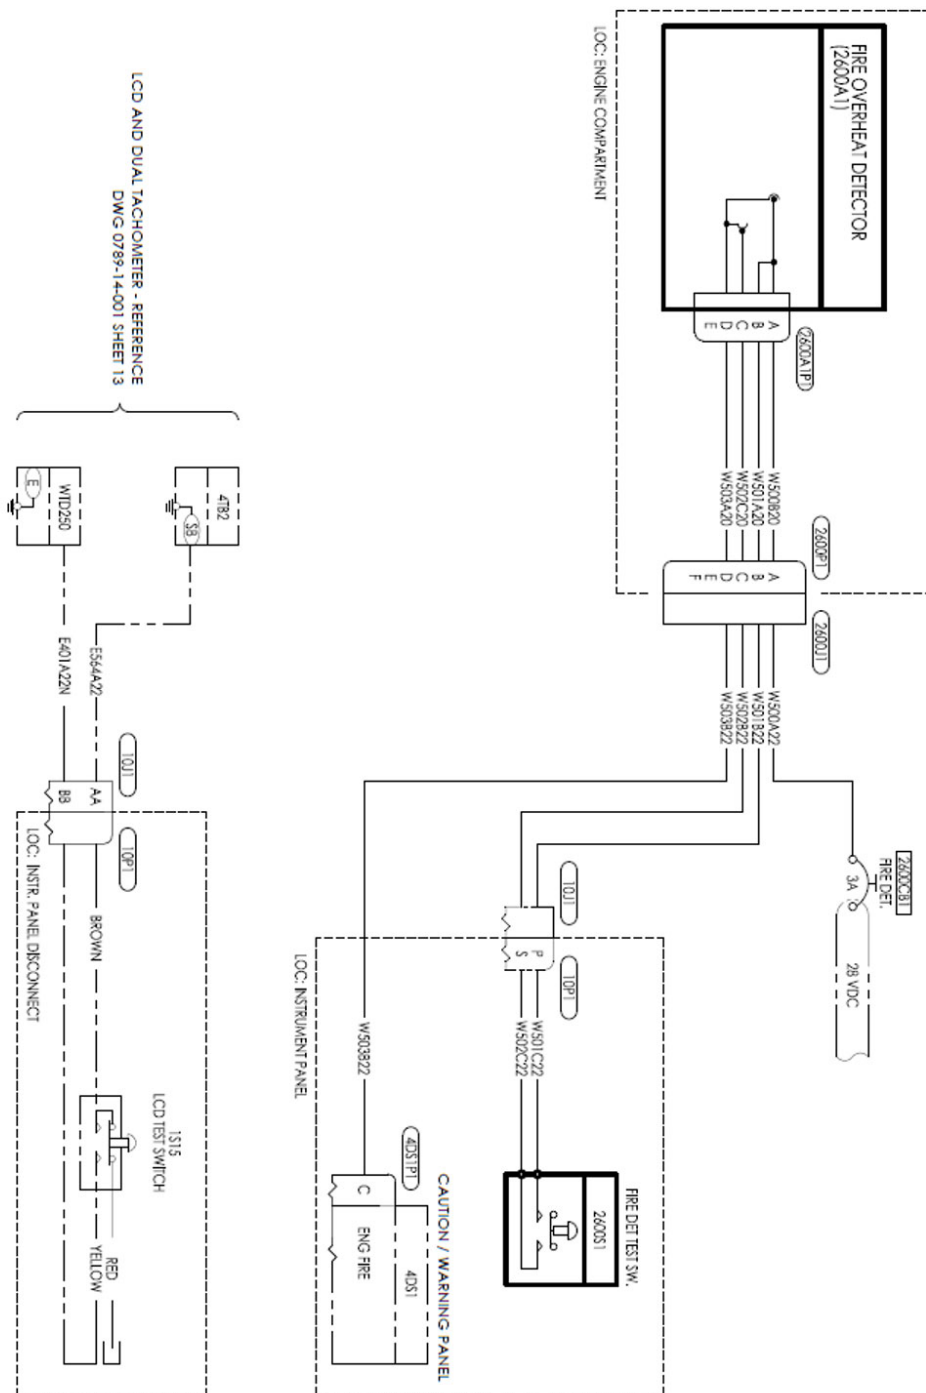 FIRE OVERHEAT DETECTOR
(2600A1)
LOC: ENGINE COMPARTMENT
A
B
C
D
E
2600A1P1
W500B20
W501A20
W502C20
W503A20
2600P1
A
B
C
D
E
F
2600J1
W500A22
W501B22
W502B22
W503B22
2600CB1
FIRE DET.
3A
28 VDC
10J1
P
S
10P1
W501C22
W502C22
FIRE DET TEST SW.
2600S1
LOC: INSTRUMENT PANEL
W503B22
4DS1P1
C
CAUTION / WARNING PANEL
4DS1
ENG FIRE
LCD AND DUAL TACHOMETER - REFERENCE
DWG 0789-14-001 SHEET 13
4TB2
SB
WTD250
E
E564A22
E401A22N
10J1
AA
BB
10P1
LOC: INSTR. PANEL DISCONNECT
BROWN
1S15
LCD TEST SWITCH
RED
YELLOW